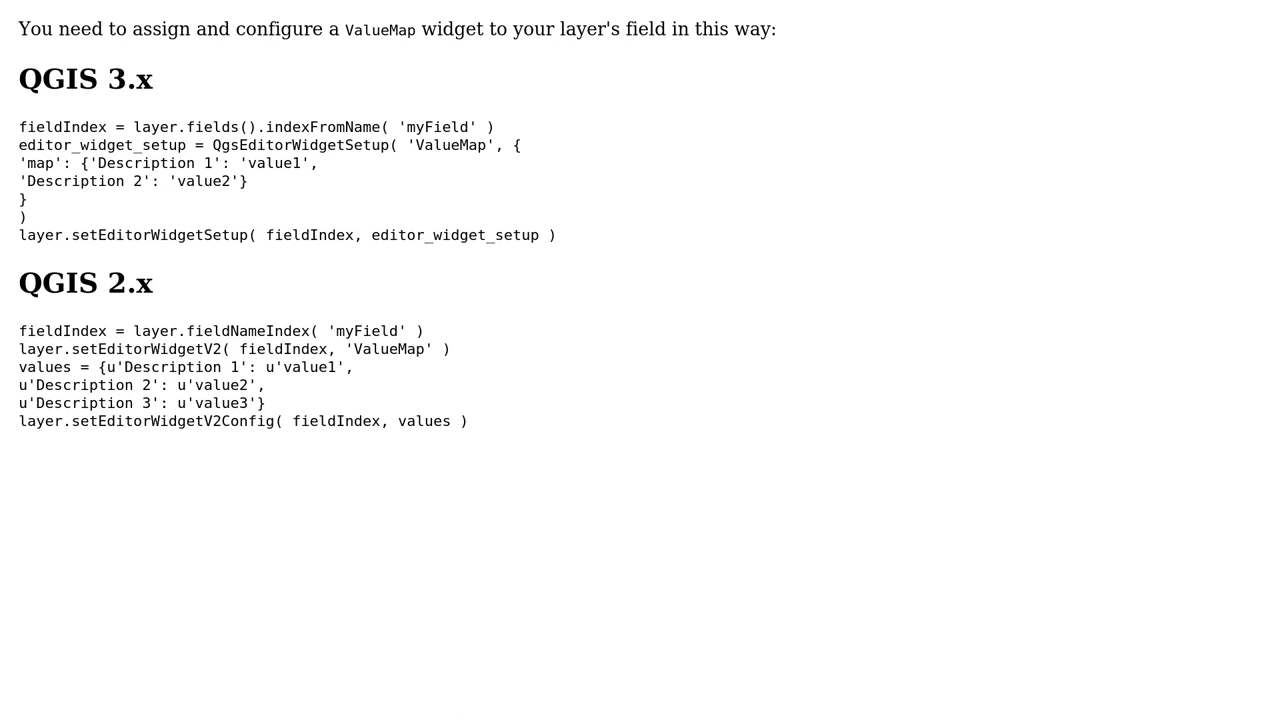 You need to assign and configure a ValueMap widget to your layer's field in this way:
QGIS 3.x
fieldIndex = layer.fields().indexFromName( 'myField' )
editor_widget_setup = QgsEditorWidgetSetup( 'ValueMap', {
'map': {'Description 1': 'value1',
'Description 2': 'value2'}
}
)
layer.setEditorWidgetSetup( fieldIndex, editor_widget_setup )
QGIS 2.x
fieldIndex = layer.fieldNameIndex( 'myField' )
layer.setEditorWidgetV2( fieldIndex, 'ValueMap' )
values = {u'Description 1': u'value1',
u'Description 2': u'value2',
u'Description 3': u'value3'}
layer.setEditorWidgetV2Config( fieldIndex, values )